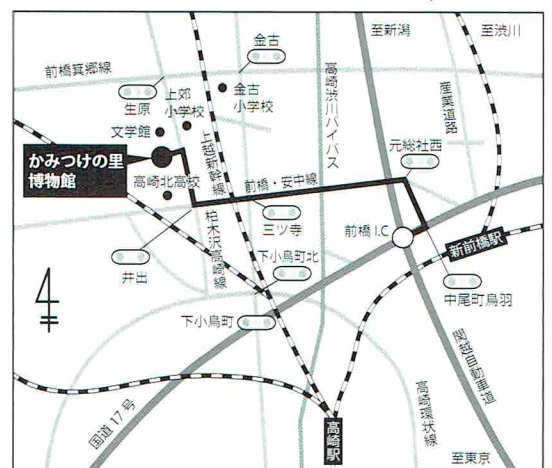 至新潟
至渋川
金古
前橋箕郷線
生原
上郊
小学校
金古
小学校
高崎渋川バイパス
産業道路
文学館
上越新幹線
元総社西
かみつけの里
博物館
高崎北高校
前橋・安中線
三ツ寺
前橋I.C
新前橋駅
井出
柏木沢高崎線
下小鳥町北
中尾町鳥羽
下小鳥町
関越自動車道
国道17号
高崎環状線
高崎駅
至東京